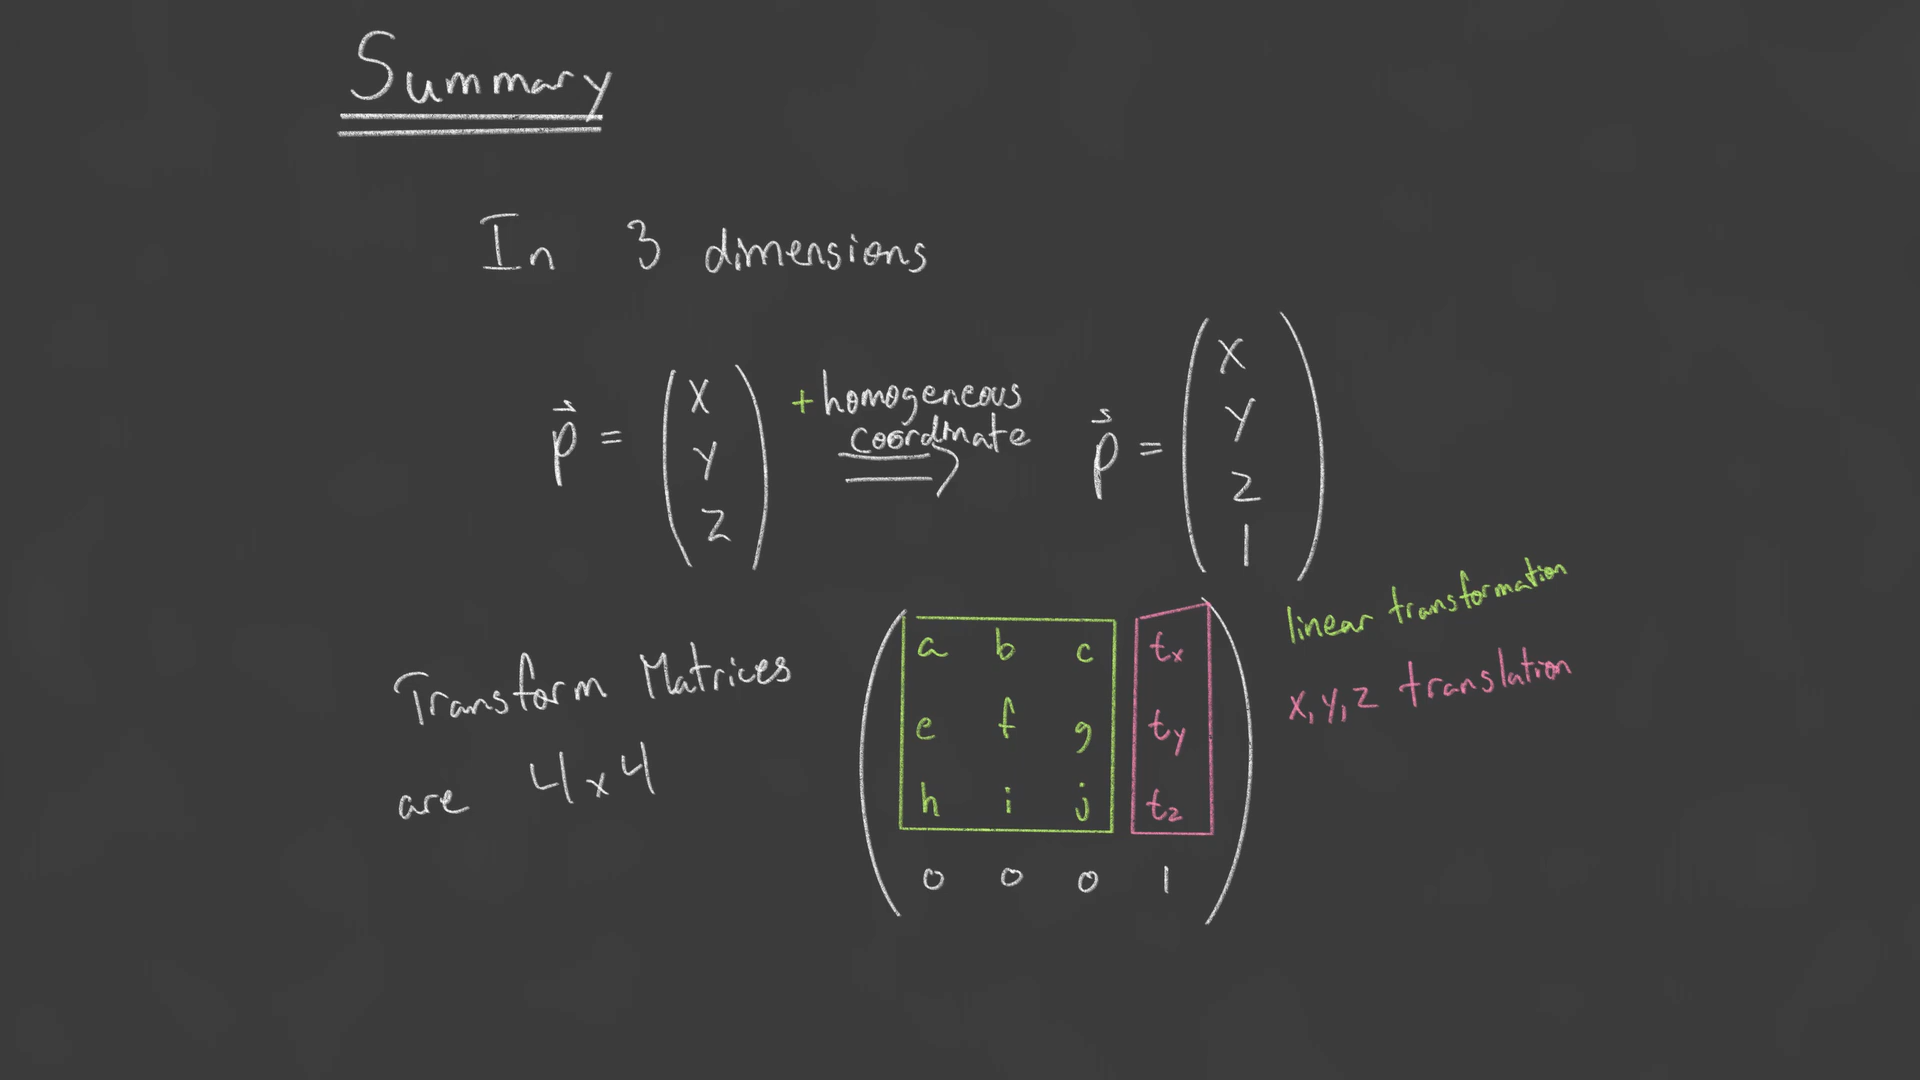 Summary
In 3 dimensions
p = ( x y z ) + homogeneous coordinate ⇒ p = ( x y z 1 )
Transform Matrices
are 4x4
a b c tx
e f g ty
h i j tz
0 0 0 1
linear transformation
x, y, z translation